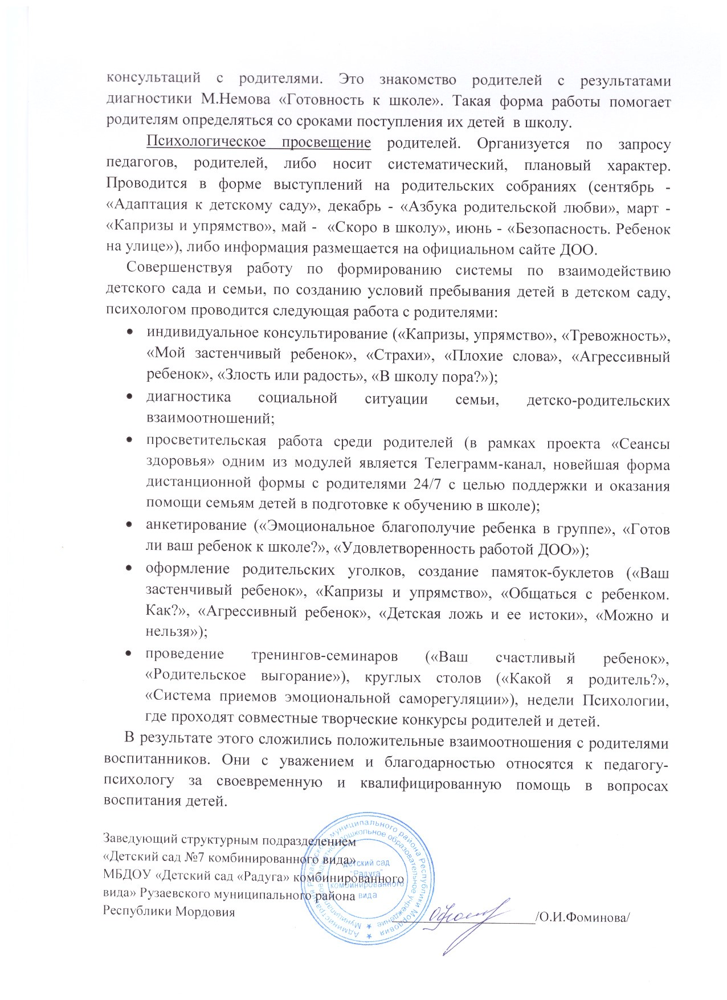 консультаций с родителями. Это знакомство родителей с результатами
диагностики М.Немова «Готовность к школе». Такая форма работы помогает
родителям определяться со сроками поступления их детей в школу.
Психологическое просвещение родителей. Организуется по запросу
педагогов, родителей, либо носит систематический, плановый характер.
Проводится в форме выступлений на родительских собраниях (сентябрь -
«Адаптация к детскому саду», декабрь - «Азбука родительской любви», март -
«Капризы и упрямство», май - «Скоро в школу», июнь - «Безопасность. Ребенок
на улице»), либо информация размещается на официальном сайте ДОО.
Совершенствуя работу по формированию системы по взаимодействию
детского сада и семьи, по созданию условий пребывания детей в детском саду,
психологом проводится следующая работа с родителями:
• индивидуальное консультирование («Капризы, упрямство», «Тревожность»,
«Мой застенчивый ребенок», «Страхи», «Плохие слова», «Агрессивный
ребенок», «Злость или радость», «В школу пора?»);
• диагностика социальной ситуации семьи, детско-родительских
взаимоотношений;
• просветительская работа среди родителей (в рамках проекта «Сеансы
здоровья» одним из модулей является Телеграмм-канал, новейшая форма
дистанционной формы с родителями 24/7 с целью поддержки и оказания
помощи семьям детей в подготовке к обучению в школе);
• анкетирование («Эмоциональное благополучие ребенка в группе», «Готов
ли ваш ребенок к школе?», «Удовлетворенность работой ДОО»);
• оформление родительских уголков, создание памяток-буклетов («Ваш
застенчивый ребенок», «Капризы и упрямство», «Общаться с ребенком.
Как?», «Агрессивный ребенок», «Детская ложь и ее истоки», «Можно и
нельзя»);
• проведение тренингов-семинаров («Ваш счастливый ребенок»,
«Родительское выгорание»), круглых столов («Какой я родитель?»,
«Система приемов эмоциональной саморегуляции»), недели Психологии,
где проходят совместные творческие конкурсы родителей и детей.
В результате этого сложились положительные взаимоотношения с родителями
воспитанников. Они с уважением и благодарностью относятся к педагогу-
психологу за своевременную и квалифицированную помощь в вопросах
воспитания детей.
Заведующий структурным подразделением
«Детский сад №7 комбинированного вида»
МБДОУ «Детский сад «Радуга» комбинированного
вида» Рузаевского муниципального района
Республики Мордовия
/О.И.Фоминова/
Администрация Рузаевского муниципального района Республики Мордовия
Муниципальное бюджетное дошкольное образовательное учреждение
детский сад
"Радуга"
комбинированного
вида